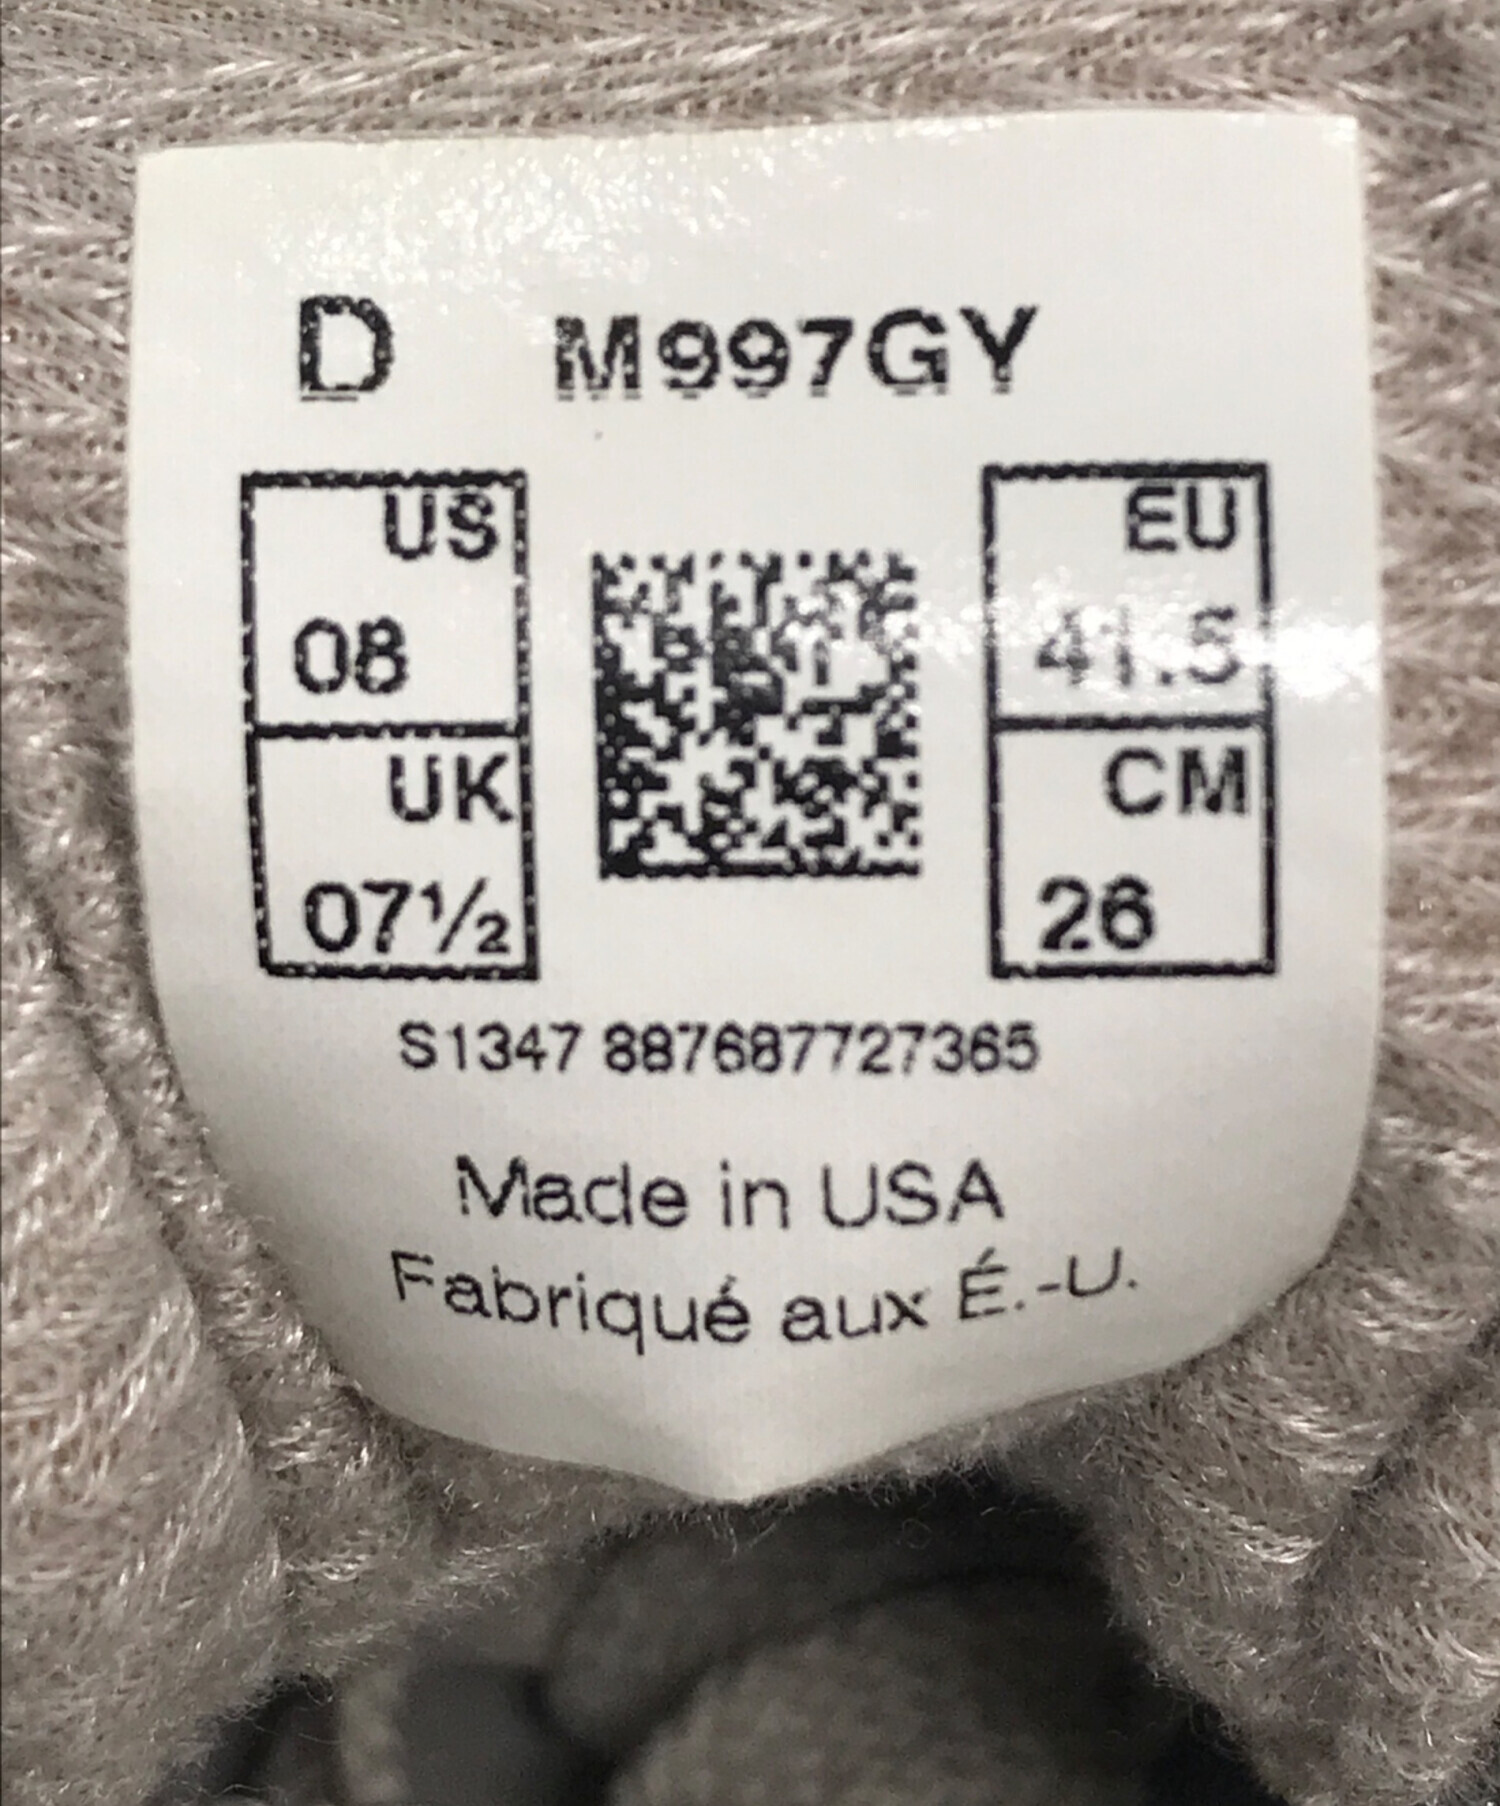 D M997GY
US
08
EU
41.5
UK
07½
CM
26
S1347 887687727365
Made in USA
Fabriqué aux É.-U.